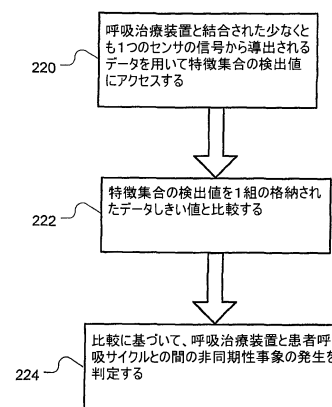 呼吸治療装置と結合された少なくと
も1つのセンサの信号から導出される
データを用いて特徴集合の検出値
にアクセスする
220
特徴集合の検出値を1組の格納され
たデータしきい値と比較する
222
比較に基づいて、呼吸治療装置と患者呼
吸サイクルとの間の非同期性事象の発生を
判定する
224